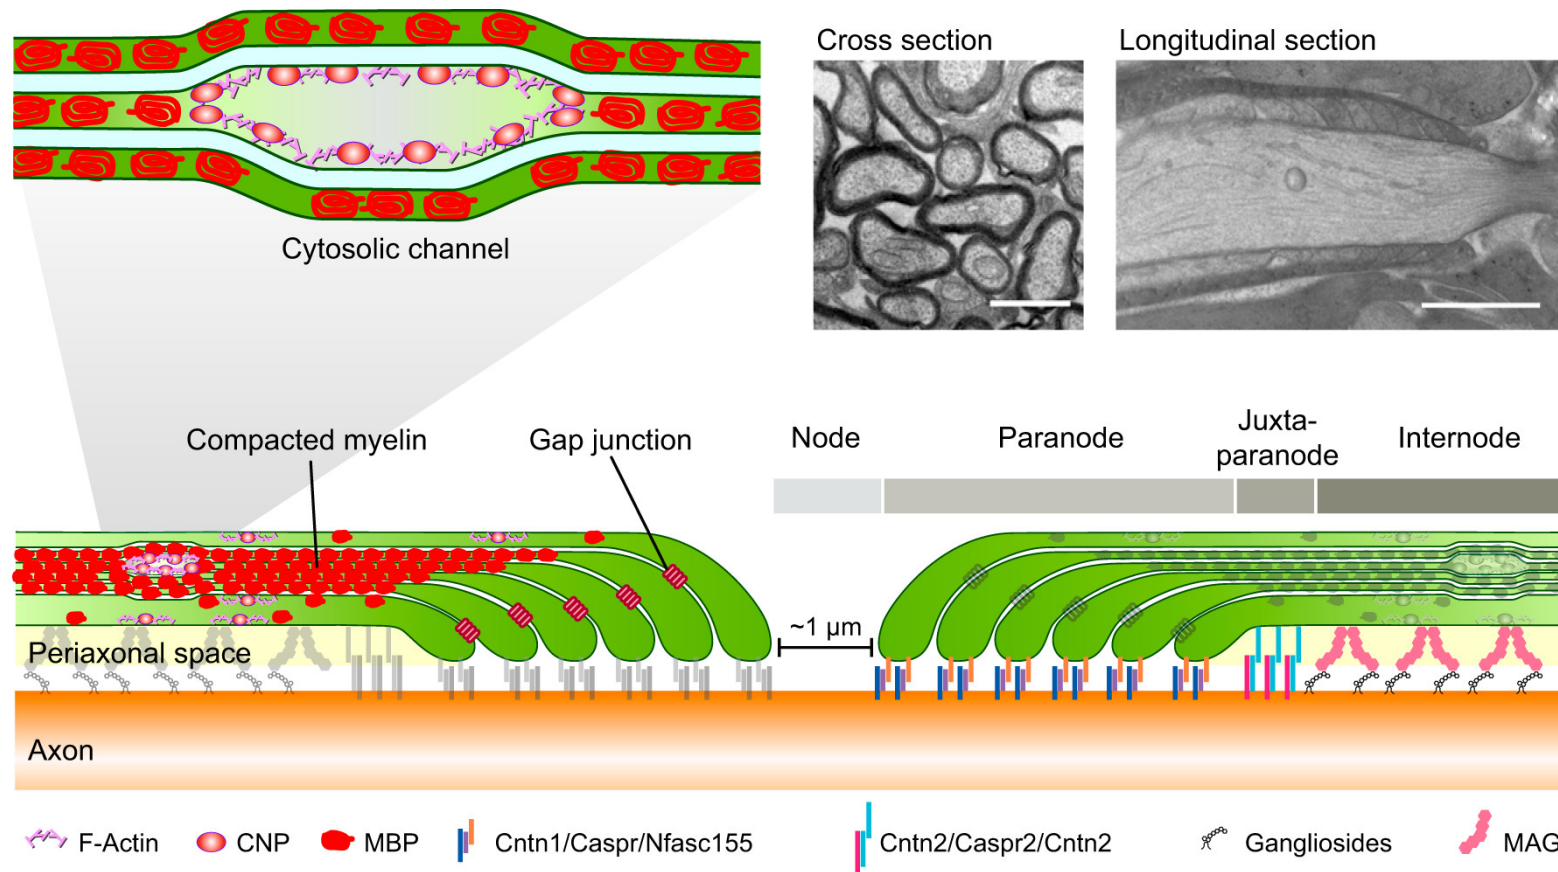 Cross section
Longitudinal section
Cytosolic channel
Compacted myelin
Gap junction
Node
Paranode
Juxta-
paranode
Internode
~1 µm
Periaxonal space
Axon
F-Actin
CNP
MBP
Cntn1/Caspr/Nfasc155
Cntn2/Caspr2/Cntn2
Gangliosides
MAG